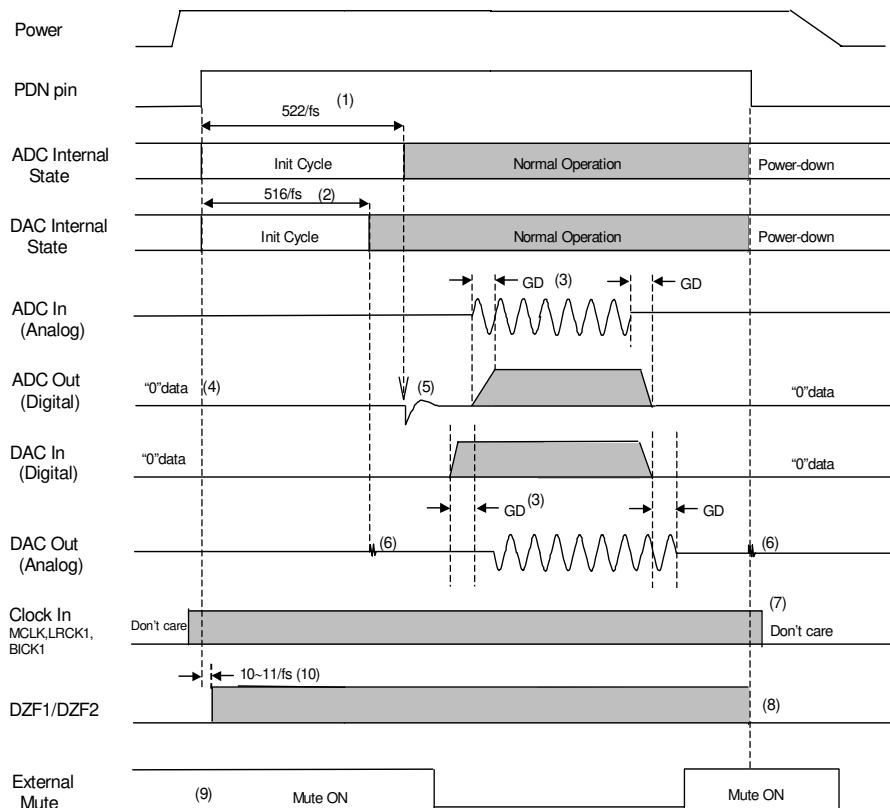 Power
PDN pin
522/fs (1)
ADC Internal
State
Init Cycle
Normal Operation
Power-down
516/fs (2)
DAC Internal
State
Init Cycle
Normal Operation
Power-down
GD (3)
GD
ADC In
(Analog)
ADC Out
(Digital)
“0”data (4)
(5)
“0”data
DAC In
(Digital)
“0”data
“0”data
GD (3)
GD
DAC Out
(Analog)
(6)
(6)
Clock In
MCLK,LRCK1,
BICK1
Don't care
(7)
Don't care
10~11/fs (10)
DZF1/DZF2
(8)
External
Mute
(9)
Mute ON
Mute ON